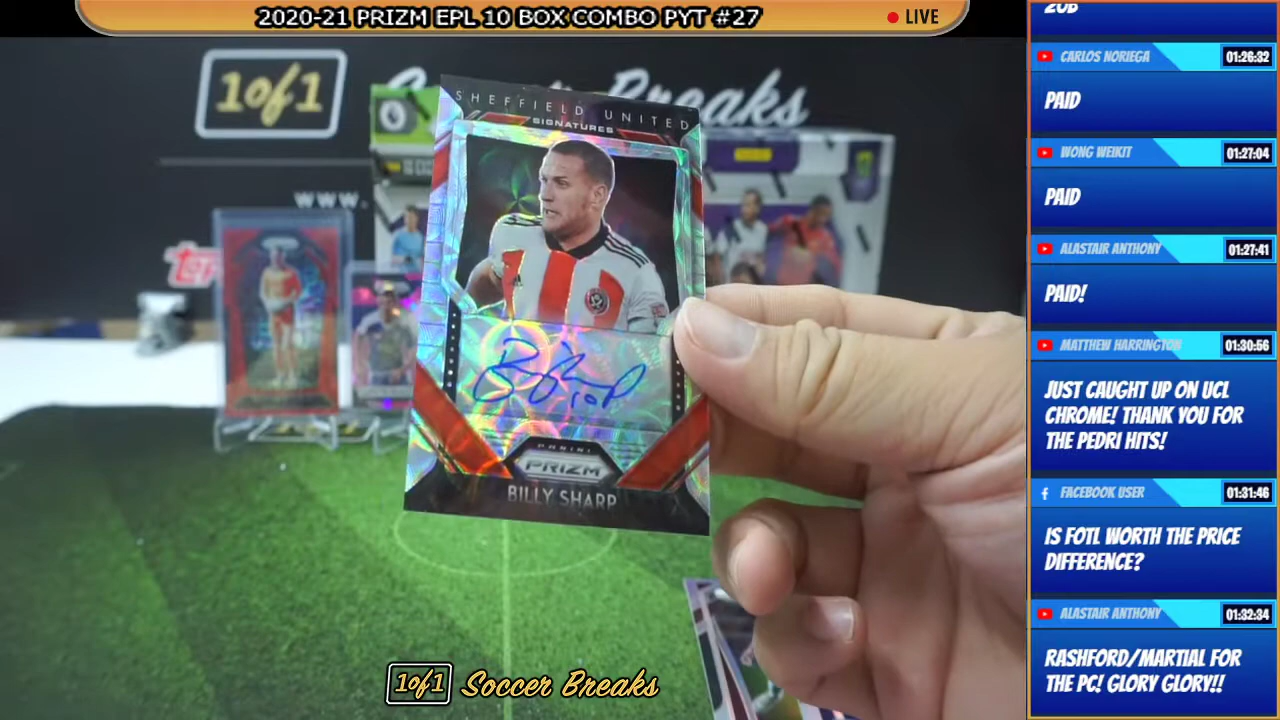 2020-21 PRIZM EPL 10 BOX COMBO PYT #27
LIVE
1of1 Soccer Breaks
WWW.
SHEFFIELD UNITED
SIGNATURES
PANINI
PRIZM
BILLY SHARP
1of1 Soccer Breaks
CARLOS NORIEGA 01:26:32
PAID
WONG WEIKIT 01:27:04
PAID
ALASTAIR ANTHONY 01:27:41
PAID!
MATTHEW HARRINGTON 01:30:56
JUST CAUGHT UP ON UCL
CHROME! THANK YOU FOR
THE PEDRI HITS!
FACEBOOK USER 01:31:46
IS FOTL WORTH THE PRICE
DIFFERENCE?
ALASTAIR ANTHONY 01:32:34
RASHFORD/MARTIAL FOR
THE PC! GLORY GLORY!!